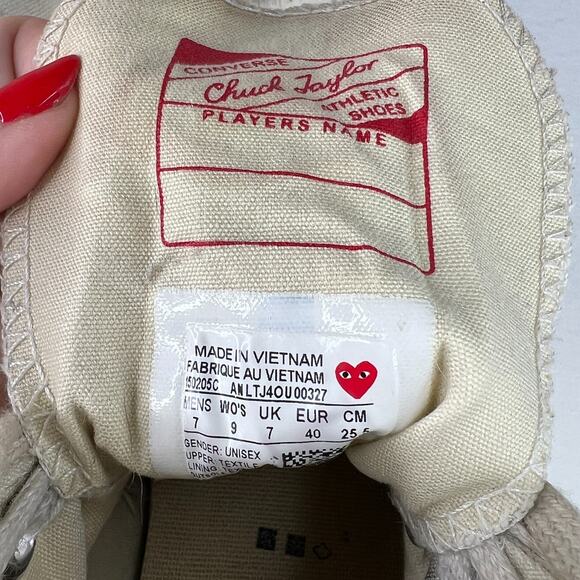 CONVERSE
Chuck Taylor
ATHLETIC
SHOES
PLAYERS NAME
MADE IN VIETNAM
FABRIQUE AU VIETNAM
150205C ANLTJ4OU00327
MENS WO'S UK EUR CM
7 9 7 40 25.5
GENDER: UNISEX
UPPER: TEXTILE
LINING: TEXTILE